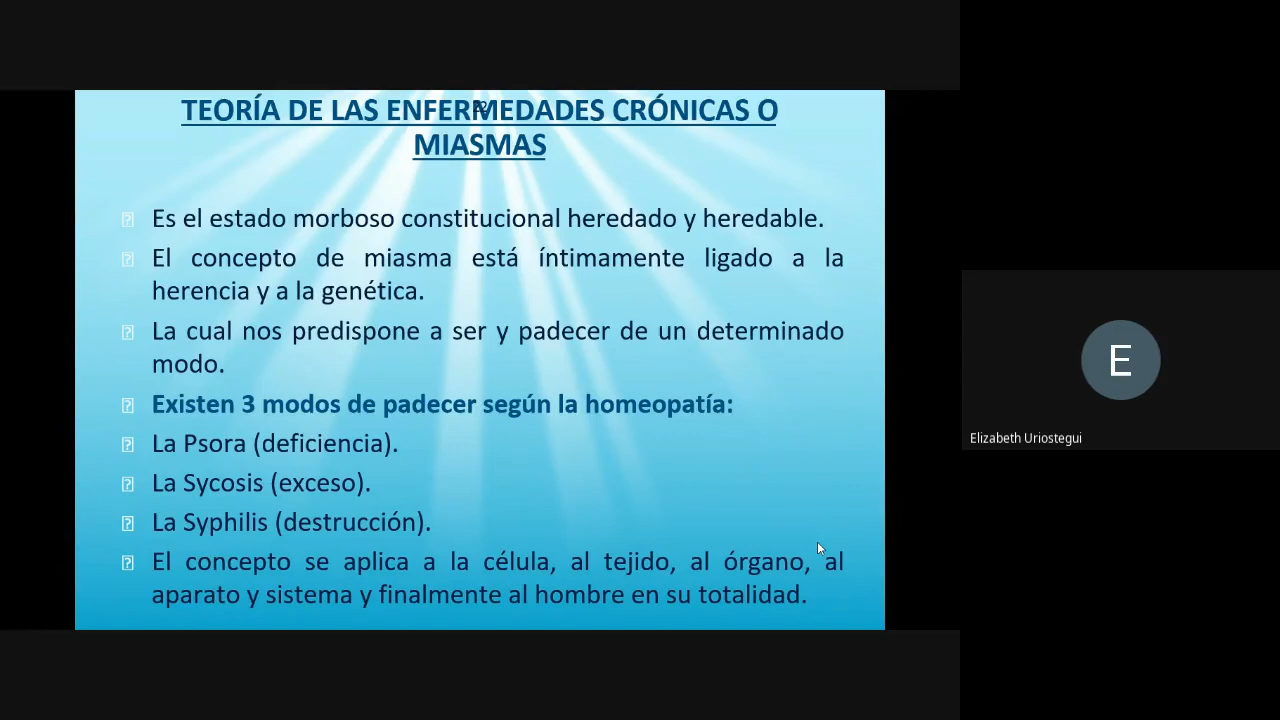 TEORÍA DE LAS ENFERMEDADES CRÓNICAS O
MIASMAS
Es el estado morboso constitucional heredado y heredable.
El concepto de miasma está íntimamente ligado a la
herencia y a la genética.
La cual nos predispone a ser y padecer de un determinado
modo.
Existen 3 modos de padecer según la homeopatía:
La Psora (deficiencia).
La Sycosis (exceso).
La Syphilis (destrucción).
El concepto se aplica a la célula, al tejido, al órgano, al
aparato y sistema y finalmente al hombre en su totalidad.
E
Elizabeth Uriostegui